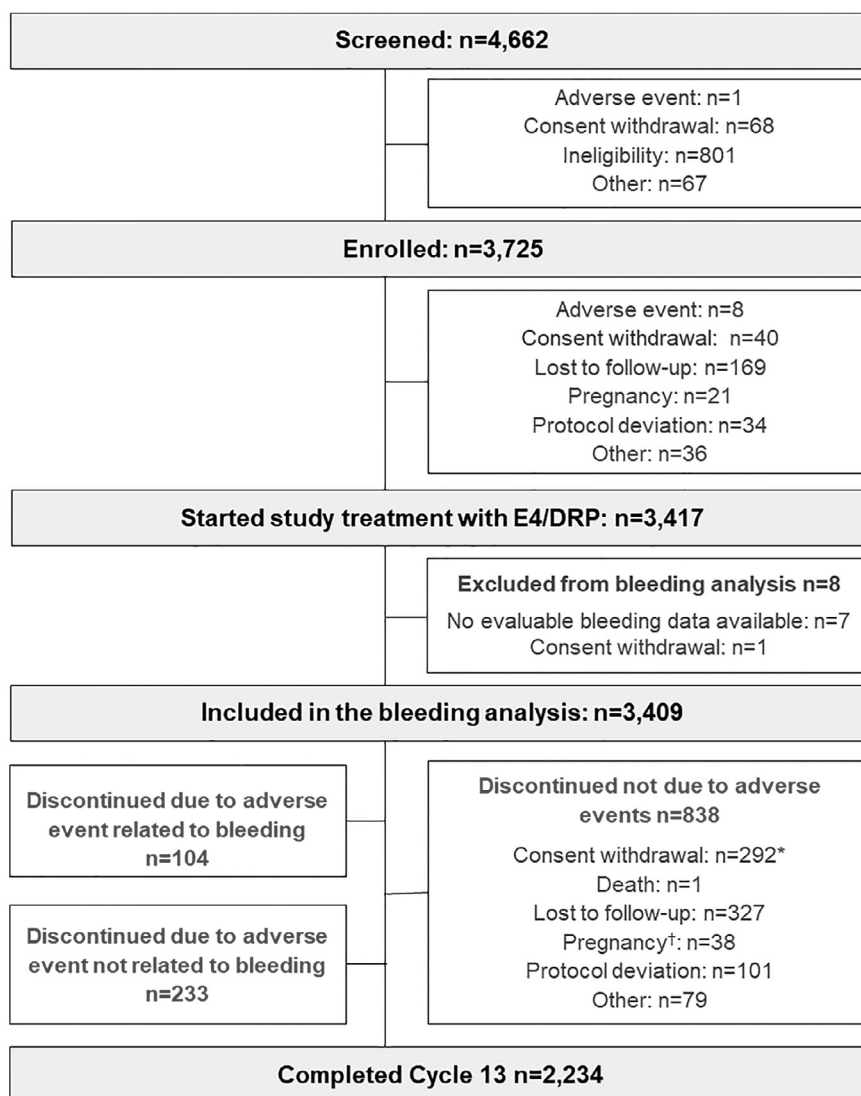 Screened: n=4,662
Adverse event: n=1
Consent withdrawal: n=68
Ineligibility: n=801
Other: n=67
Enrolled: n=3,725
Adverse event: n=8
Consent withdrawal: n=40
Lost to follow-up: n=169
Pregnancy: n=21
Protocol deviation: n=34
Other: n=36
Started study treatment with E4/DRP: n=3,417
Excluded from bleeding analysis n=8
No evaluable bleeding data available: n=7
Consent withdrawal: n=1
Included in the bleeding analysis: n=3,409
Discontinued due to adverse
event related to bleeding
n=104
Discontinued due to adverse
event not related to bleeding
n=233
Discontinued not due to adverse
events n=838
Consent withdrawal: n=292*
Death: n=1
Lost to follow-up: n=327
Pregnancy†: n=38
Protocol deviation: n=101
Other: n=79
Completed Cycle 13 n=2,234